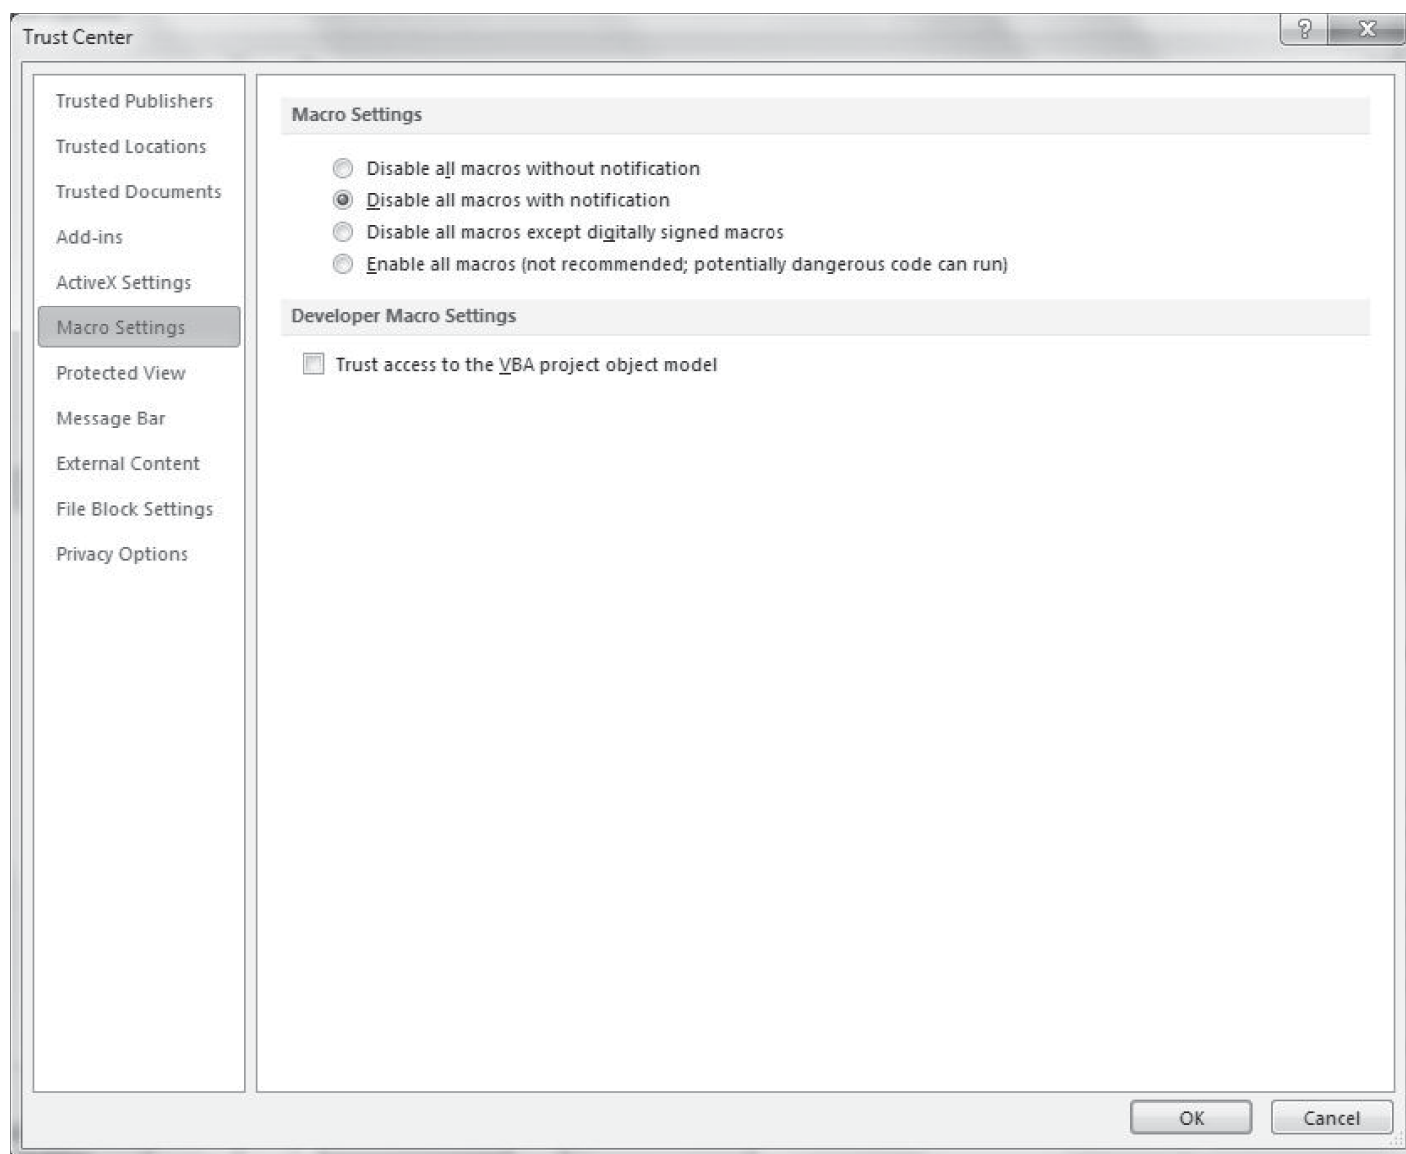 Trust Center
Trusted Publishers
Trusted Locations
Trusted Documents
Add-ins
ActiveX Settings
Macro Settings
Protected View
Message Bar
External Content
File Block Settings
Privacy Options
Macro Settings
Disable all macros without notification
Disable all macros with notification
Disable all macros except digitally signed macros
Enable all macros (not recommended; potentially dangerous code can run)
Developer Macro Settings
Trust access to the VBA project object model
OK
Cancel